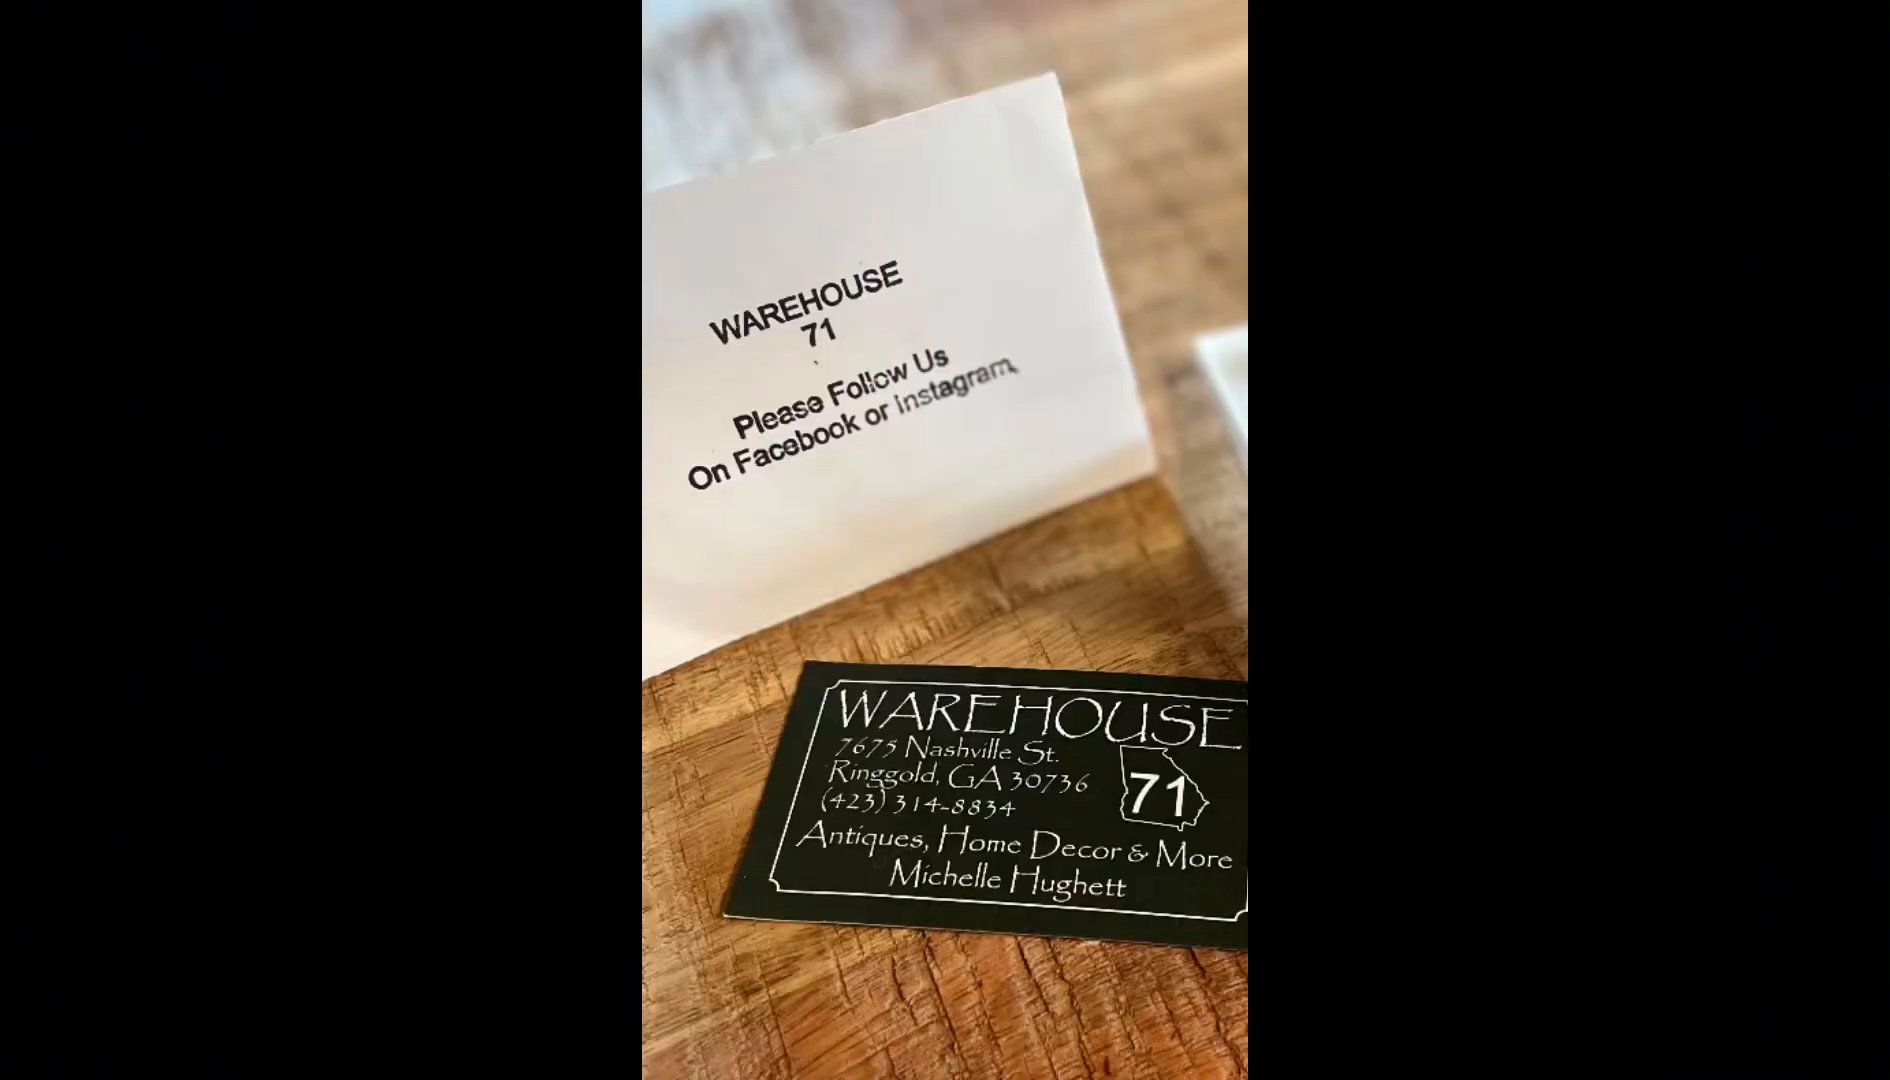 WAREHOUSE
71
Please Follow Us
On Facebook or Instagram
WAREHOUSE
7675 Nashville St.
Ringgold, GA 30736
(423) 314-8834
71
Antiques, Home Decor & More
Michelle Hughett